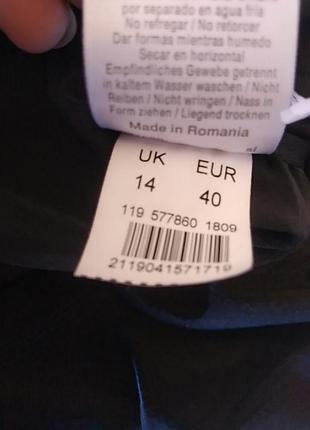 por separado en agua fría
No refregar / No retorcer
Dar formas mientras humedo
Secar en horizontal
Empfindliches Gewebe getrennt
in kaltem Wasser waschen / Nicht
Reiben / Nicht wringen / Nass in
Form ziehen / Liegend trocknen
Made in Romania
UK EUR
14 40
119 577860 1809